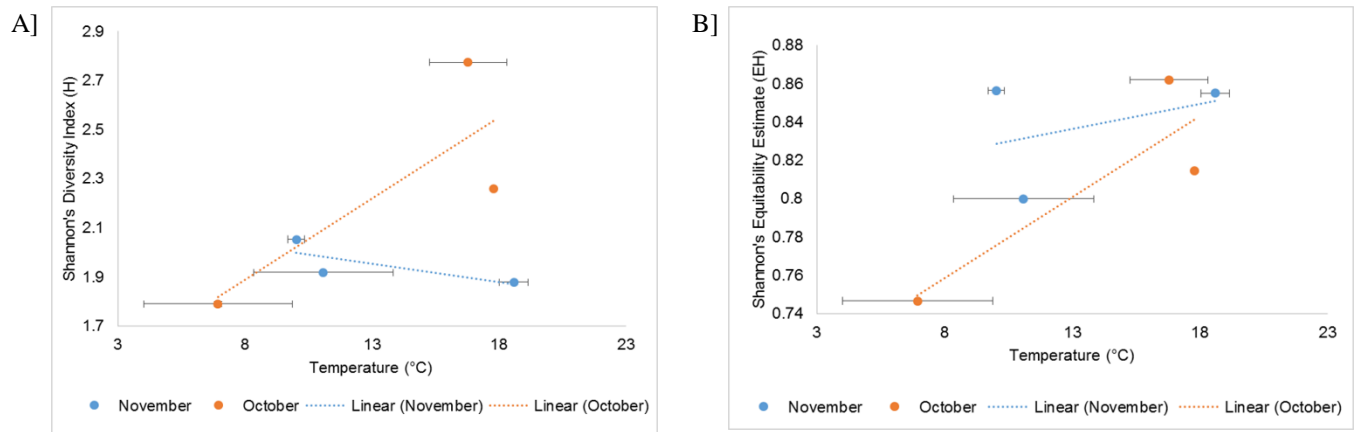 A]
2.9
2.7
2.5
2.3
2.1
1.9
1.7
Shannon's Diversity Index (H)
3 8 13 18 23
Temperature (°C)
November October Linear (November) Linear (October)
B]
0.88
0.86
0.84
0.82
0.8
0.78
0.76
0.74
Shannon's Equitability Estimate (EH)
3 8 13 18 23
Temperature (°C)
November October Linear (November) Linear (October)